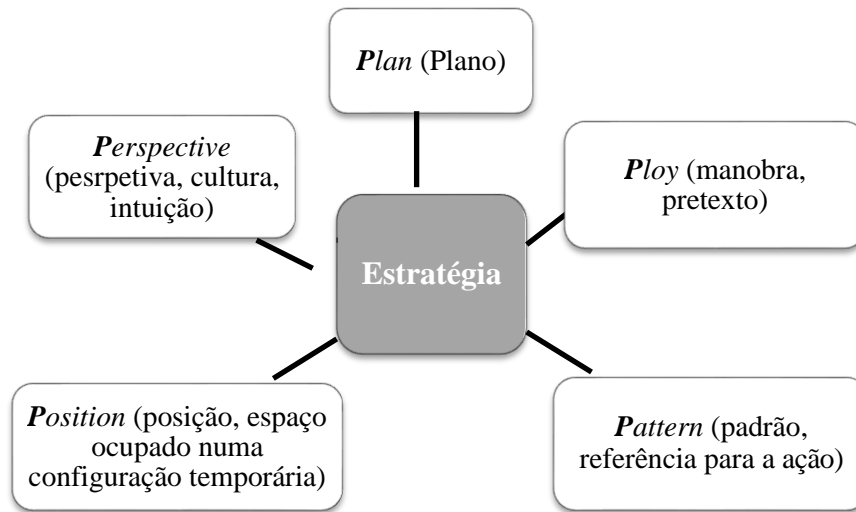 Plan (Plano)
Perspective
(pesrpetiva, cultura,
intuição)
Ploy (manobra,
pretexto)
Estratégia
Position (posição, espaço
ocupado numa
configuração temporária)
Pattern (padrão,
referência para a ação)